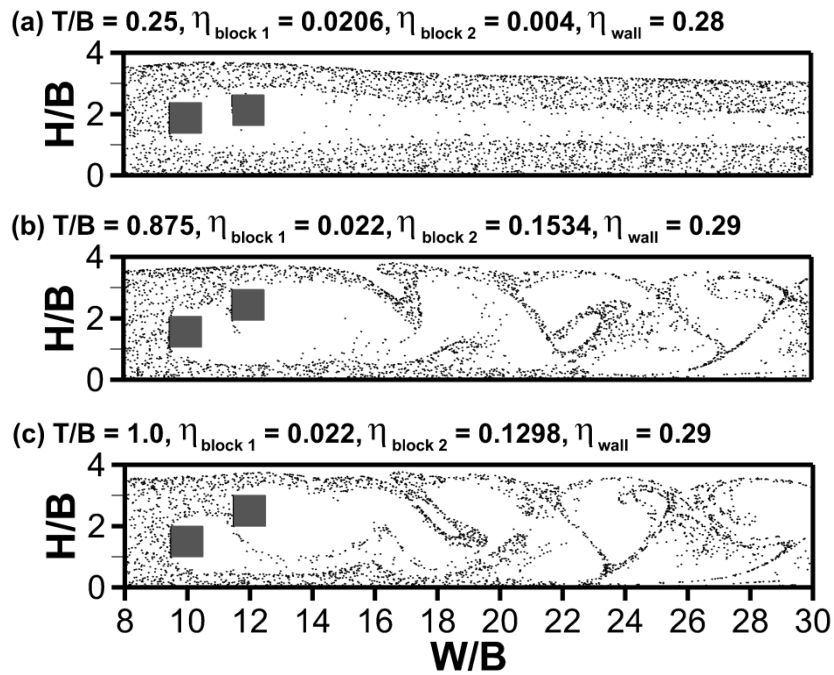 (a) T/B = 0.25, η block 1 = 0.0206, η block 2 = 0.004, η wall = 0.28
4
H/B
2
0
(b) T/B = 0.875, η block 1 = 0.022, η block 2 = 0.1534, η wall = 0.29
4
H/B
2
0
(c) T/B = 1.0, η block 1 = 0.022, η block 2 = 0.1298, η wall = 0.29
4
H/B
2
0
8 10 12 14 16 18 20 22 24 26 28 30
W/B